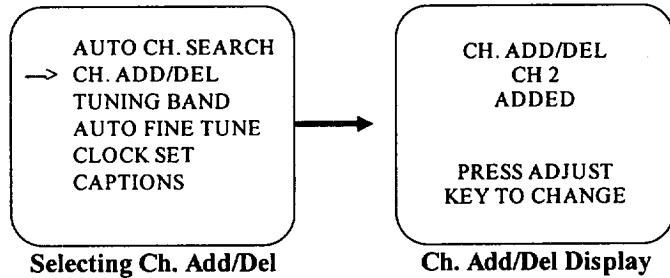 AUTO CH. SEARCH
—> CH. ADD/DEL
TUNING BAND
AUTO FINE TUNE
CLOCK SET
CAPTIONS
Selecting Ch. Add/Del
CH. ADD/DEL
CH 2
ADDED
PRESS ADJUST
KEY TO CHANGE
Ch. Add/Del Display